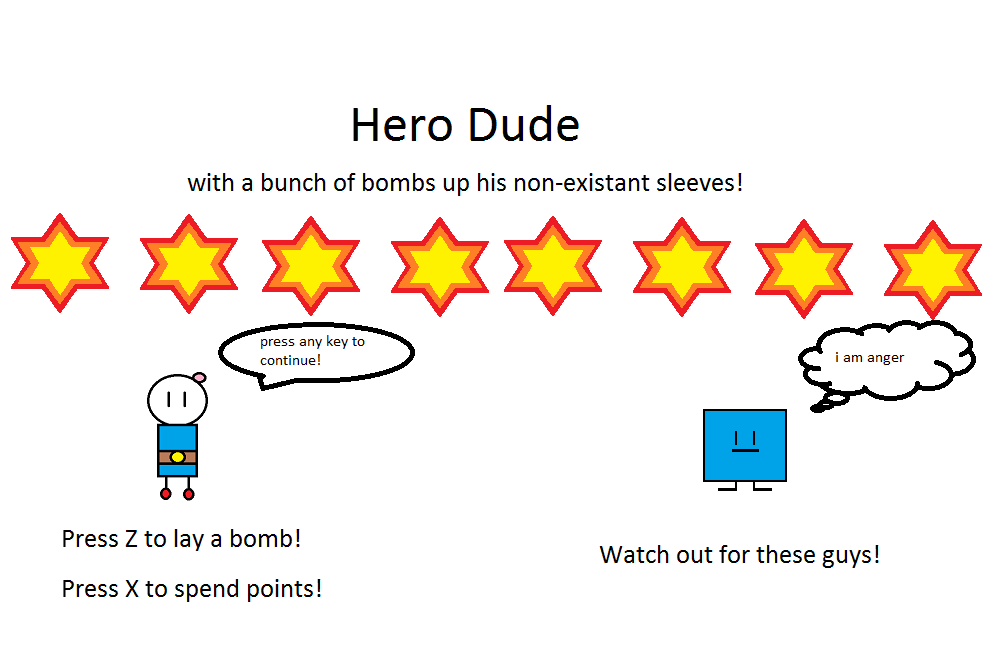 Hero Dude
with a bunch of bombs up his non-existant sleeves!
press any key to
continue!
i am anger
Press Z to lay a bomb!
Press X to spend points!
Watch out for these guys!